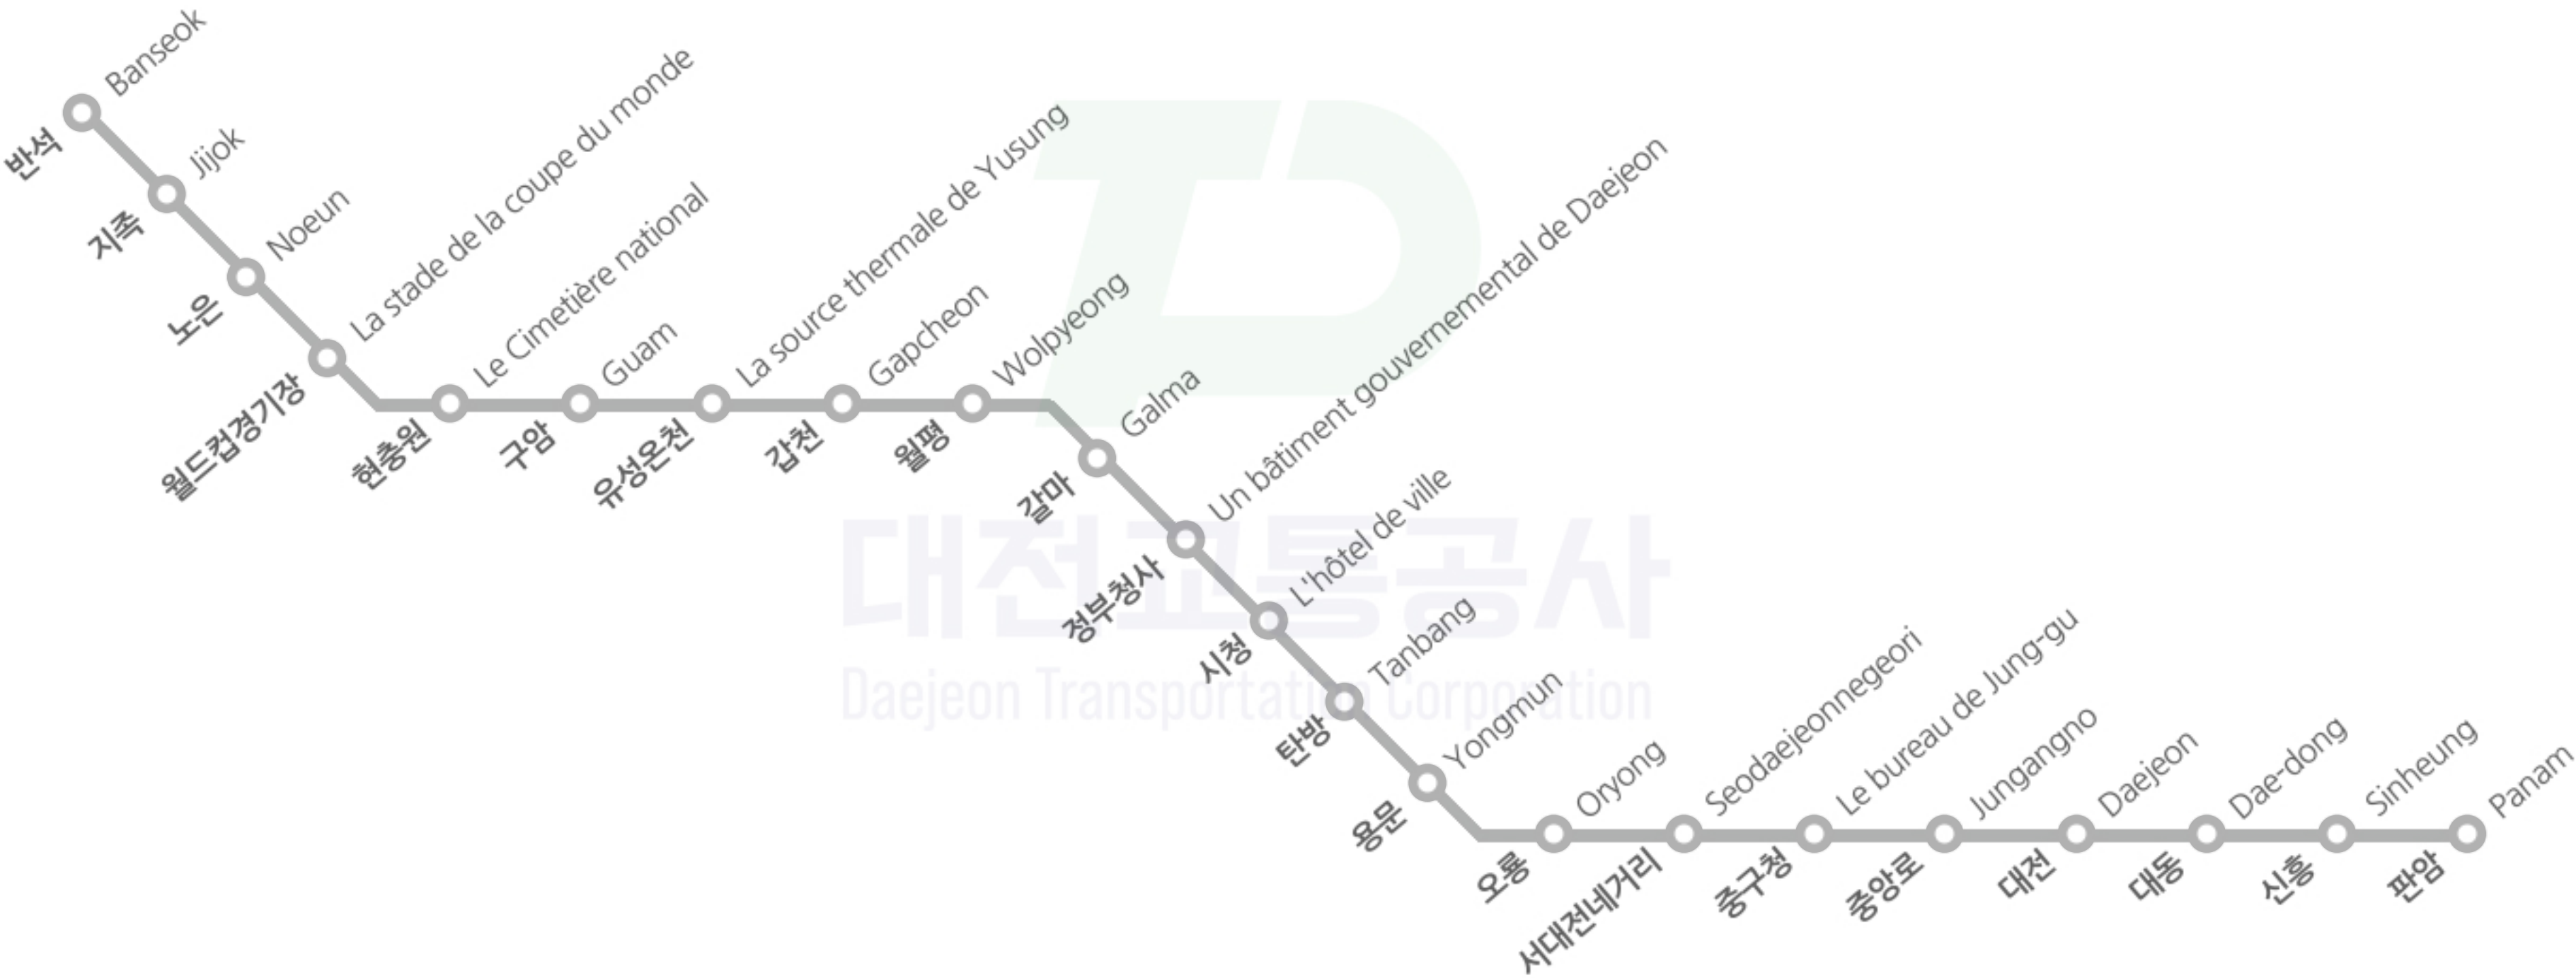 Banseok
반석
Jijok
지족
Noeun
노은
La stade de la coupe du monde
월드컵경기장
Le Cimetière national
현충원
Guam
구암
La source thermale de Yusung
유성온천
Gapcheon
갑천
Wolpyeong
월평
Galma
갈마
Un bâtiment gouvernemental de Daejeon
정부청사
L'hôtel de ville
시청
Tanbang
탄방
Yongmun
용문
Oryong
오룡
Seodaejeonnegeori
서대전네거리
Le bureau de Jung-gu
중구청
Jungangno
중앙로
Daejeon
대전
Dae-dong
대동
Sinheung
신흥
Panam
판암
대전교통공사
Daejeon Transportation Corporation